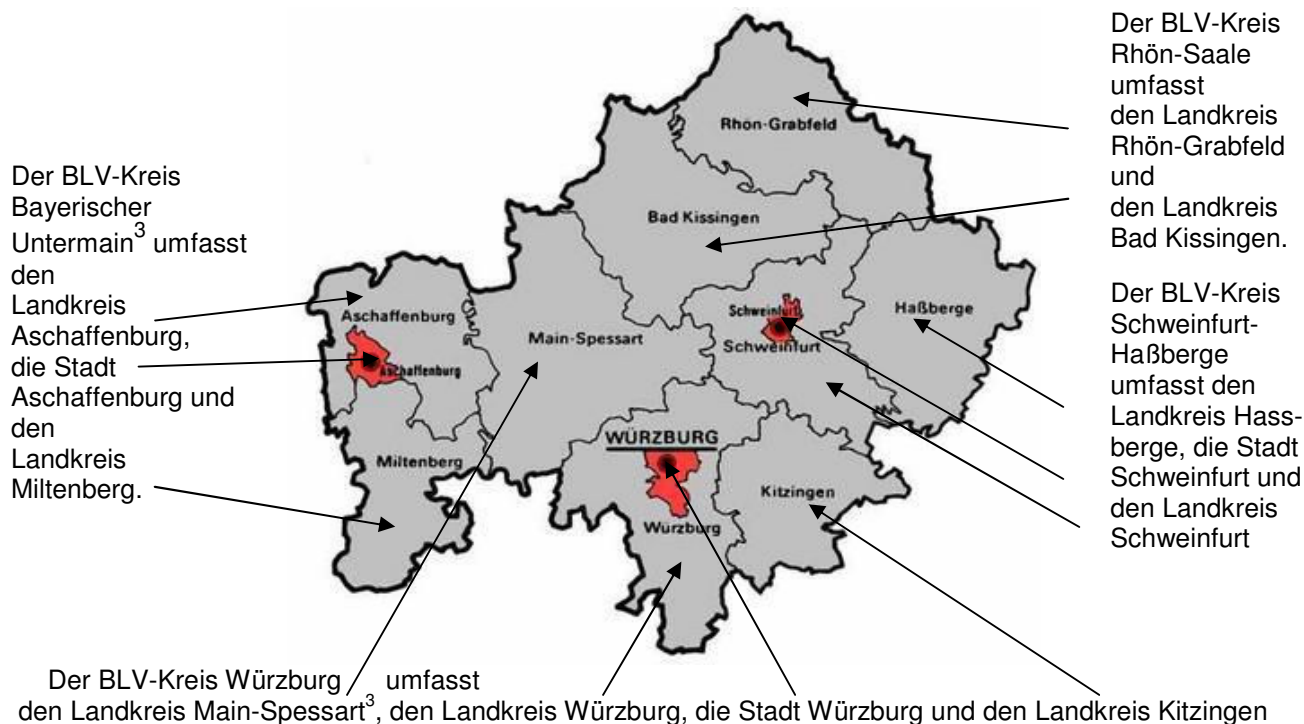 Der BLV-Kreis
Rhön-Saale
umfasst
den Landkreis
Rhön-Grabfeld
und
den Landkreis
Bad Kissingen.
Der BLV-Kreis
Bayerischer
Untermain³ umfasst
den
Landkreis
Aschaffenburg,
die Stadt
Aschaffenburg und
den
Landkreis
Miltenberg.
Rhön-Grabfeld
Bad Kissingen
Aschaffenburg
Aschaffenburg
Main-Spessart
Schweinfurt
Schweinfurt
Haßberge
Miltenberg
WÜRZBURG
Würzburg
Kitzingen
Der BLV-Kreis
Schweinfurt-
Haßberge
umfasst den
Landkreis Hass-
berge, die Stadt
Schweinfurt und
den Landkreis
Schweinfurt
Der BLV-Kreis Würzburg umfasst
den Landkreis Main-Spessart³, den Landkreis Würzburg, die Stadt Würzburg und den Landkreis Kitzingen